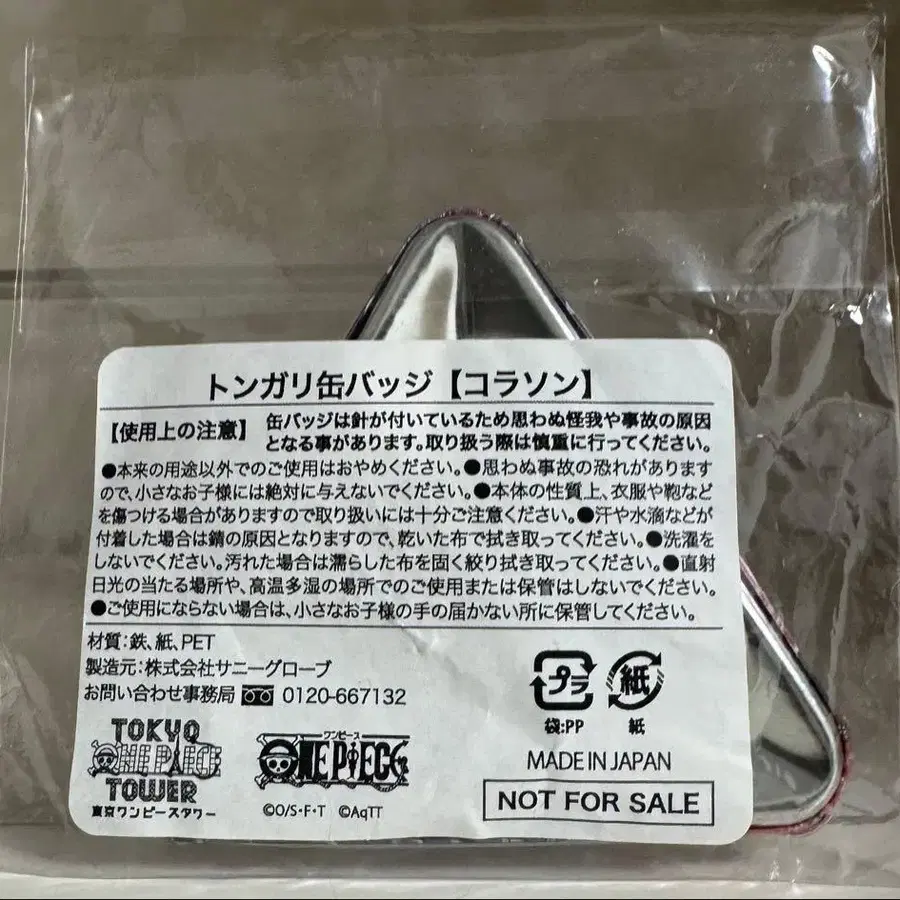 トンガリ缶バッジ【コラソン】
【使用上の注意】
缶バッジは針が付いているため思わぬ怪我や事故の原因
となる事があります。取り扱う際は慎重に行ってください。
●本来の用途以外でのご使用はおやめください。●思わぬ事故の恐れがあります
ので、小さなお子様には絶対に与えないでください。●本体の性質上、衣服や鞄など
を傷つける場合がありますので取り扱いには十分ご注意ください。●汗や水滴などが
付着した場合は錆の原因となりますので、乾いた布で拭き取ってください。●洗濯を
しないでください。汚れた場合は濡らした布を固く絞り拭き取ってください。●直射
日光の当たる場所や、高温多湿の場所でのご使用または保管はしないでください。
●ご使用にならない場合は、小さなお子様の手の届かない所に保管してください。
材質：鉄、紙、PET
製造元：株式会社サニーグローブ
お問い合わせ事務局 0120-667132
プラ
紙
袋：PP
紙
TOKYO
ONE PIECE
TOWER
東京ワンピースタワー
ワンピース
ONE PIECE
©O/S・F・T ©AqTT
MADE IN JAPAN
NOT FOR SALE